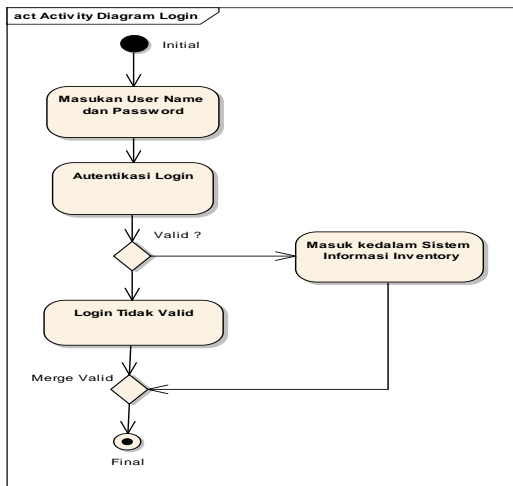 act Activity Diagram Login
Initial
Masukan User Name
dan Password
Autentikasi Login
Valid ?
Masuk kedalam Sistem
Informasi Inventory
Login Tidak Valid
Merge Valid
Final